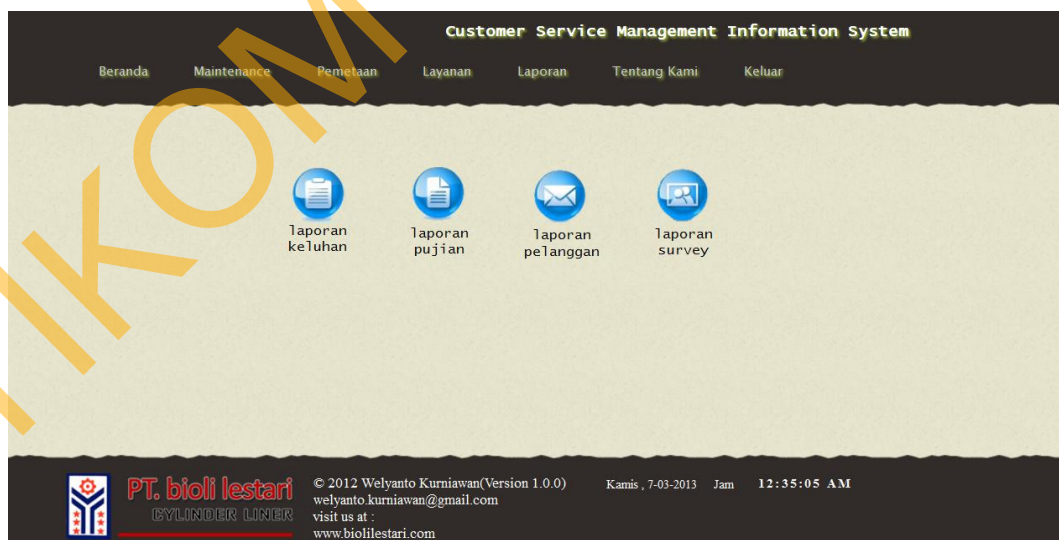 Customer Service Management Information System
Beranda Maintenance Pemetaan Layanan Laporan Tentang Kami Keluar
laporan keluhan
laporan pujian
laporan pelanggan
laporan survey
PT. bioli lestari
CYLINDER LINER
© 2012 Welyanto Kurniawan(Version 1.0.0)
welyanto.kurniawan@gmail.com
visit us at :
www.biolilestari.com
Kamis , 7-03-2013 Jam 12:35:05 AM
IKOM